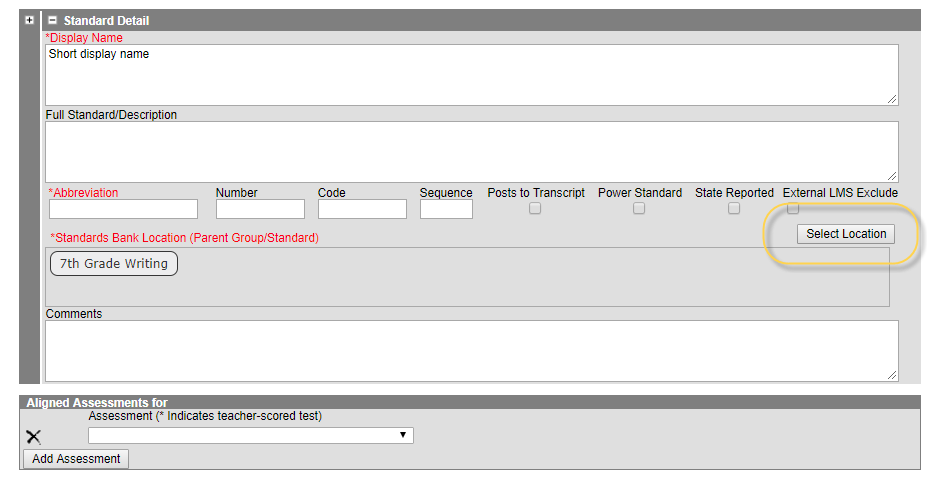 Standard Detail
*Display Name
Short display name
Full Standard/Description
*Abbreviation Number Code Sequence Posts to Transcript Power Standard State Reported External LMS Exclude
*Standards Bank Location (Parent Group/Standard) Select Location
7th Grade Writing
Comments
Aligned Assessments for
Assessment (* Indicates teacher-scored test)
Add Assessment